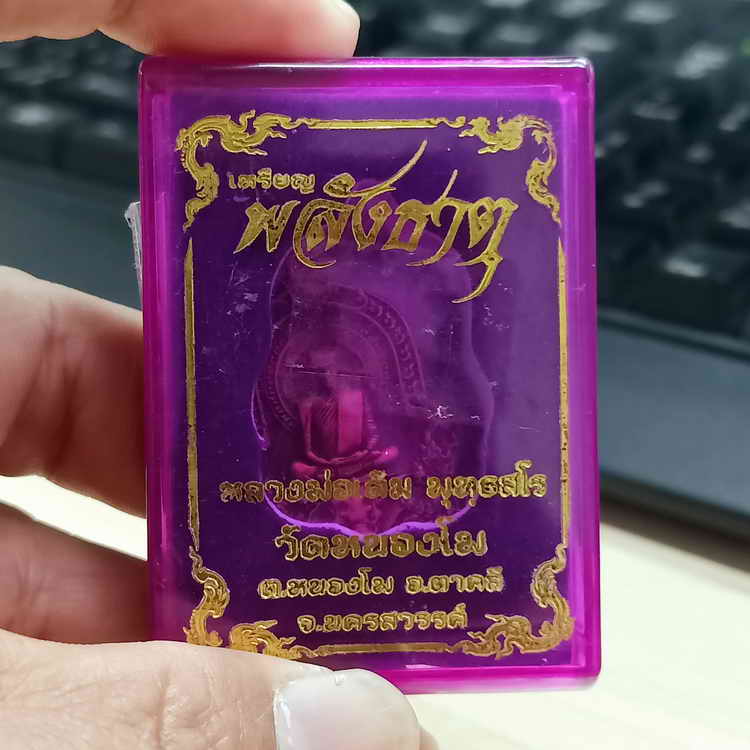 เหรียญ
พลังธาตุ
หลวงพ่อเดิม พุทธสโร
วัดหนองโพ
ต.หนองโพ อ.ตาคลี
จ.นครสวรรค์